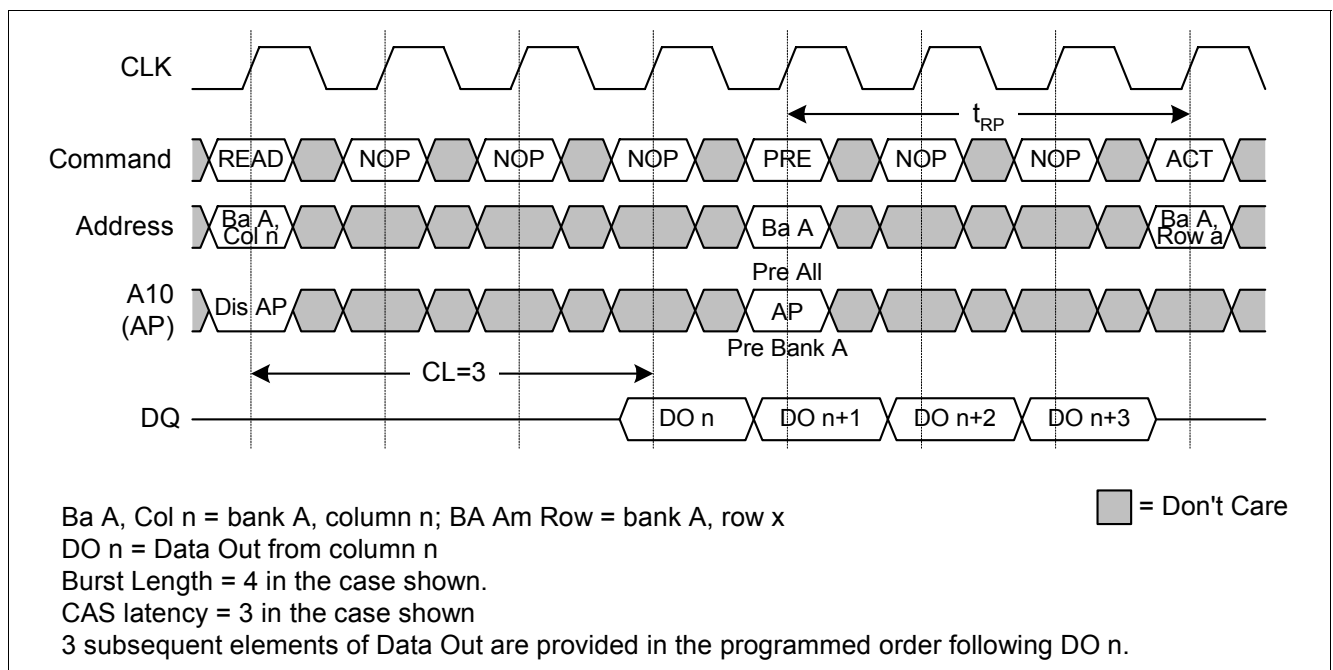 CLK
t_RP
Command READ NOP NOP NOP PRE NOP NOP ACT
Address Ba A, Col n Ba A Ba A, Row a
Pre All
A10 (AP) Dis AP AP
Pre Bank A
CL=3
DQ DO n DO n+1 DO n+2 DO n+3
Ba A, Col n = bank A, column n; BA Am Row = bank A, row x
= Don't Care
DO n = Data Out from column n
Burst Length = 4 in the case shown.
CAS latency = 3 in the case shown
3 subsequent elements of Data Out are provided in the programmed order following DO n.